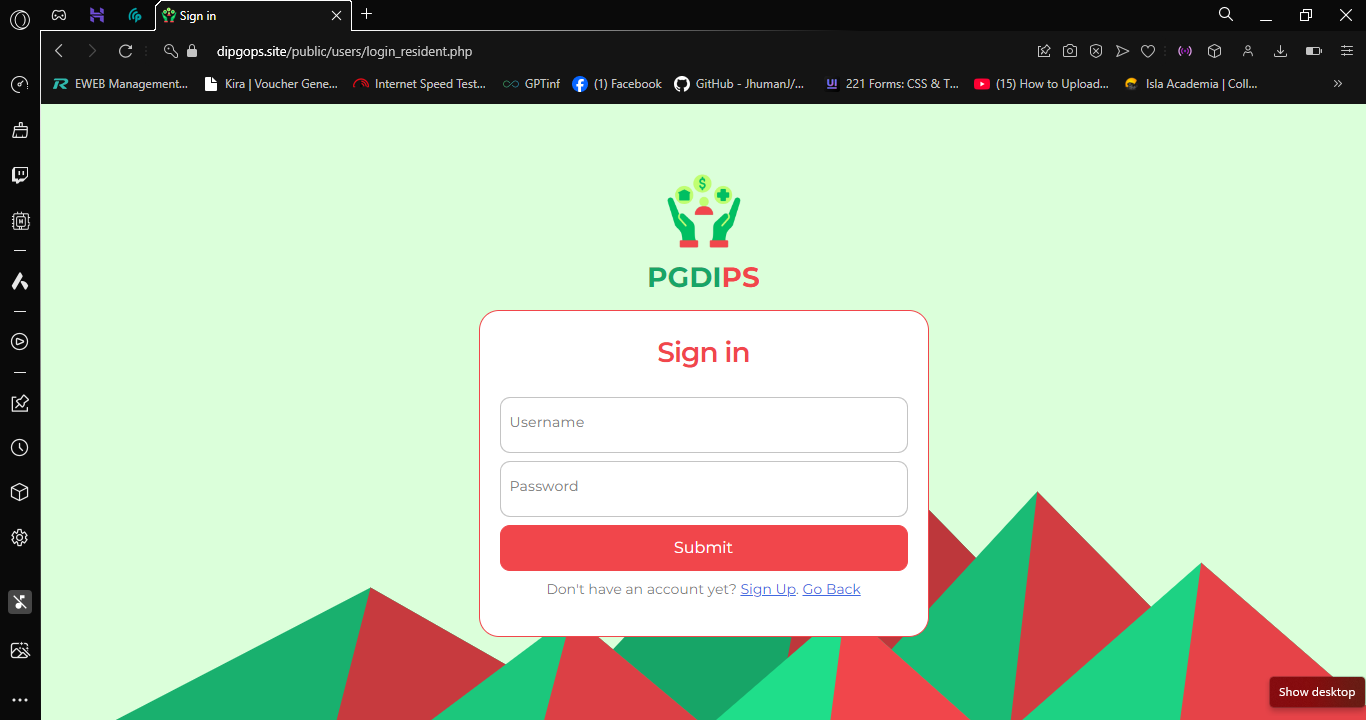 Sign in
dipgops.site/public/users/login_resident.php
EWEB Management... Kira | Voucher Gene... Internet Speed Test... GPTinf (1) Facebook GitHub - JhumanJ/... UI 221 Forms: CSS & T... (15) How to Upload... Isla Academia | Coll...
$
PGDIPS
Sign in
Username
Password
Submit
Don't have an account yet? Sign Up. Go Back
Show desktop